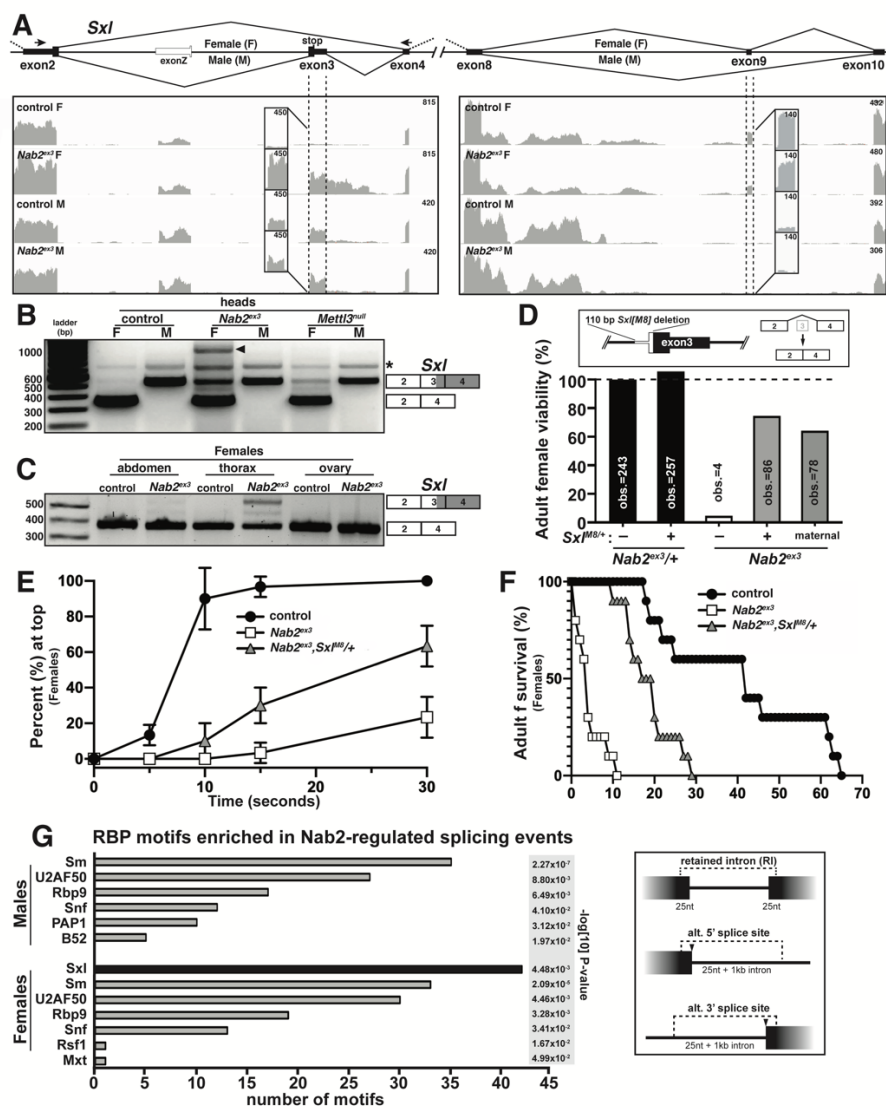 A
Sxl
Female (F)
Male (M)
stop
exon2
exonZ
exon3
exon4
Female (F)
Male (M)
exon8
exon9
exon10
control F
815
450
Nab2ex3 F
815
450
control M
420
450
Nab2ex3 M
420
450
control F
432
140
Nab2ex3 F
480
140
control M
392
140
Nab2ex3 M
306
140
B
heads
ladder (bp)
control
Nab2ex3
Mettl3null
F M F M F M
1000
600
500
400
300
200
*
Sxl
2 3 4
2 4
C
Females
abdomen thorax ovary
control Nab2ex3 control Nab2ex3 control Nab2ex3
500
400
300
Sxl
2 3 4
2 4
D
110 bp Sxl[M8] deletion
exon3
2 3 4
2 4
Adult female viability (%)
100
80
60
40
20
0
obs.=243
obs.=257
obs.=4
obs.=86
obs.=78
SxlM8/+ : − + − + maternal
Nab2ex3/+ Nab2ex3
E
Percent (%) at top
(Females)
100
80
60
40
20
0
control
Nab2ex3
Nab2ex3,SxlM8/+
0 10 20 30
Time (seconds)
F
Adult f survival (%)
(Females)
100
50
0
control
Nab2ex3
Nab2ex3,SxlM8/+
0 10 20 30 40 50 60 70
G
RBP motifs enriched in Nab2-regulated splicing events
Males
Sm 2.27x10-7
U2AF50 8.80x10-3
Rbp9 6.49x10-3
Snf 4.10x10-2
PAP1 3.12x10-2
B52 1.97x10-2
Females
Sxl 4.48x10-3
Sm 2.09x10-6
U2AF50 4.46x10-3
Rbp9 3.28x10-3
Snf 3.41x10-2
Rsf1 1.67x10-2
Mxt 4.99x10-2
-log[10] P-value
0 5 10 15 20 25 30 35 40 45
number of motifs
retained intron (RI)
25nt 25nt
alt. 5' splice site
25nt + 1kb intron
alt. 3' splice site
25nt + 1kb intron